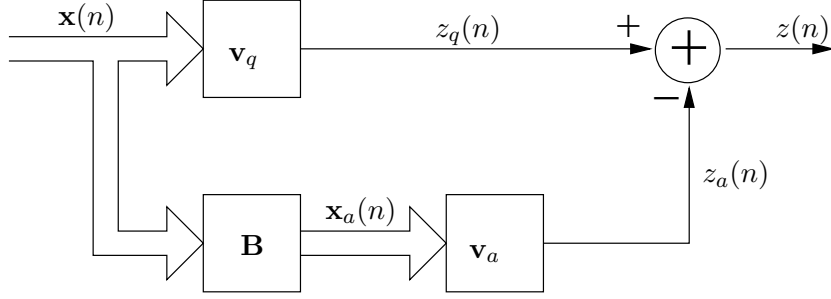 x(n)
v_q
z_q(n)
+
+
z(n)
−
z_a(n)
B
x_a(n)
v_a